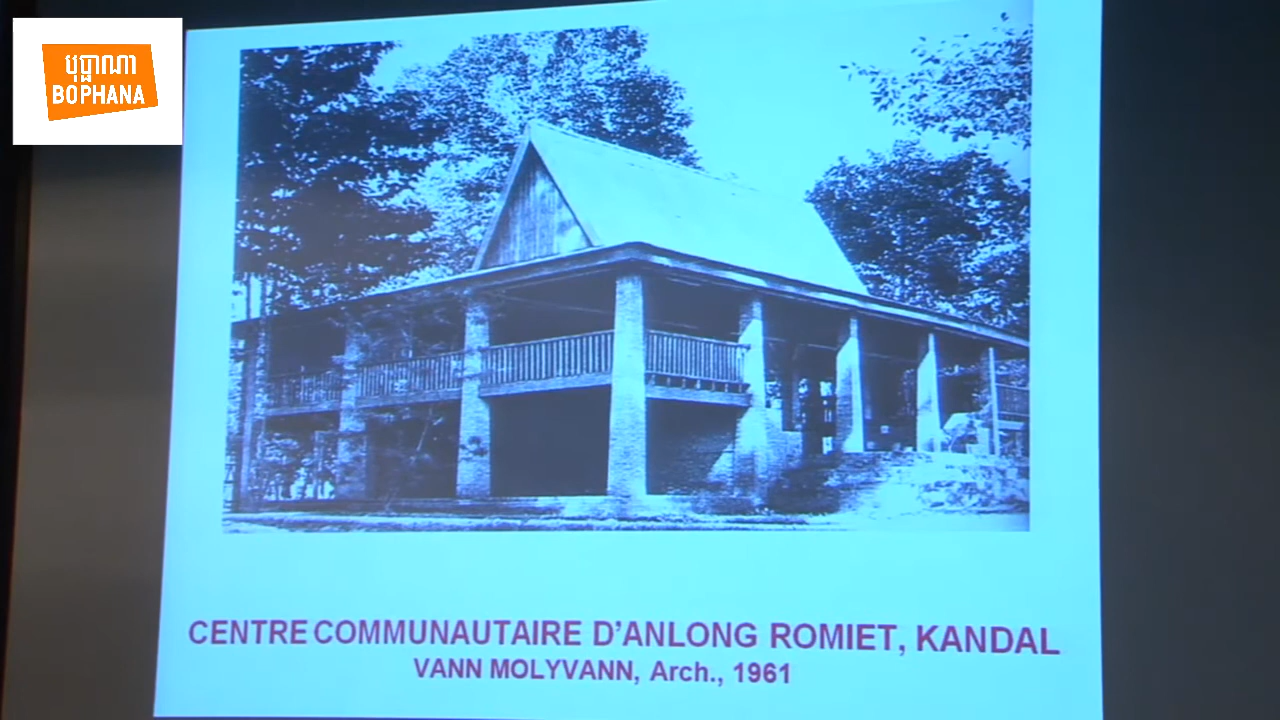 បុប្ផាណា
BOPHANA
CENTRE COMMUNAUTAIRE D’ANLONG ROMIET, KANDAL
VANN MOLYVANN, Arch., 1961